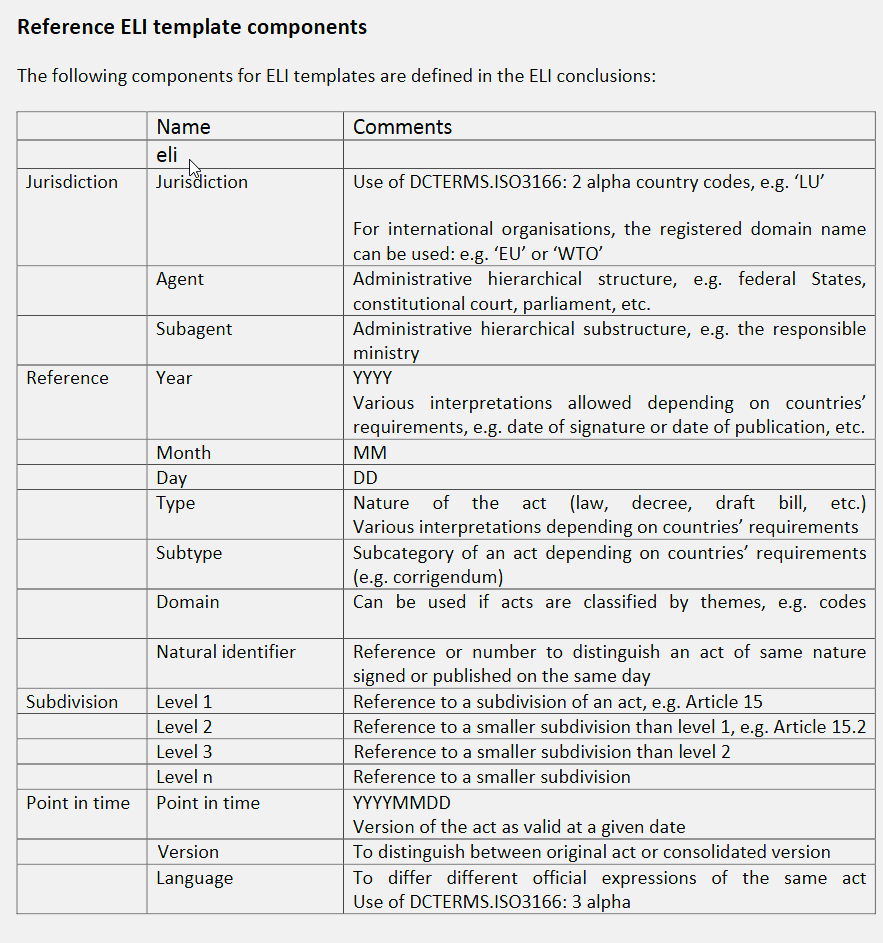 Reference ELI template components
The following components for ELI templates are defined in the ELI conclusions:
Name Comments
eli
Jurisdiction Jurisdiction Use of DCTERMS.ISO3166: 2 alpha country codes, e.g. ‘LU’
For international organisations, the registered domain name
can be used: e.g. ‘EU’ or ‘WTO’
Agent Administrative hierarchical structure, e.g. federal States,
constitutional court, parliament, etc.
Subagent Administrative hierarchical substructure, e.g. the responsible
ministry
Reference Year YYYY
Various interpretations allowed depending on countries’
requirements, e.g. date of signature or date of publication, etc.
Month MM
Day DD
Type Nature of the act (law, decree, draft bill, etc.)
Various interpretations depending on countries’ requirements
Subtype Subcategory of an act depending on countries’ requirements
(e.g. corrigendum)
Domain Can be used if acts are classified by themes, e.g. codes
Natural identifier Reference or number to distinguish an act of same nature
signed or published on the same day
Subdivision Level 1 Reference to a subdivision of an act, e.g. Article 15
Level 2 Reference to a smaller subdivision than level 1, e.g. Article 15.2
Level 3 Reference to a smaller subdivision than level 2
Level n Reference to a smaller subdivision
Point in time Point in time YYYYMMDD
Version of the act as valid at a given date
Version To distinguish between original act or consolidated version
Language To differ different official expressions of the same act
Use of DCTERMS.ISO3166: 3 alpha